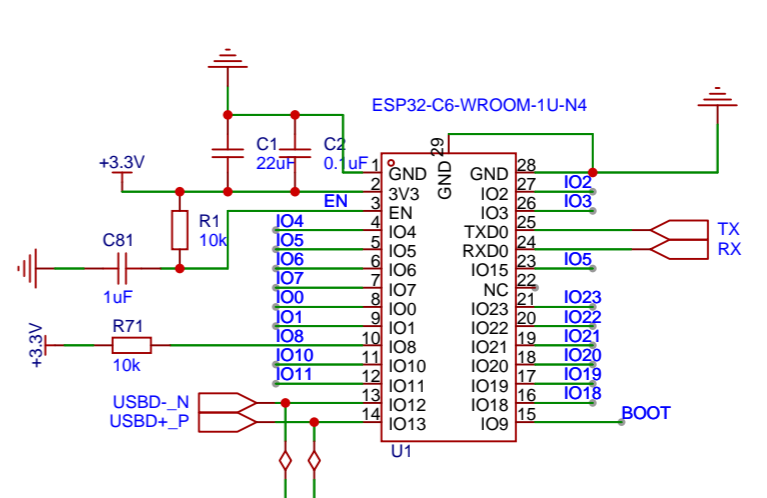 ESP32-C6-WROOM-1U-N4
C1
22uF
C2
0.1uF
+3.3V
EN
R1
10k
C81
1uF
+3.3V
R71
10k
IO4
IO5
IO6
IO7
IO0
IO1
IO8
IO10
IO11
USBD-_N
USBD+_P
1 GND
2 3V3
3 EN
4 IO4
5 IO5
6 IO6
7 IO7
8 IO0
9 IO1
10 IO8
11 IO10
12 IO11
13 IO12
14 IO13
29 GND
GND 28
IO2 27
IO3 26
TXD0 25
RXD0 24
IO15 23
NC 22
IO23 21
IO22 20
IO21 19
IO20 18
IO19 17
IO18 16
IO9 15
IO2
IO3
TX
RX
IO5
IO23
IO22
IO21
IO20
IO19
IO18
BOOT
U1